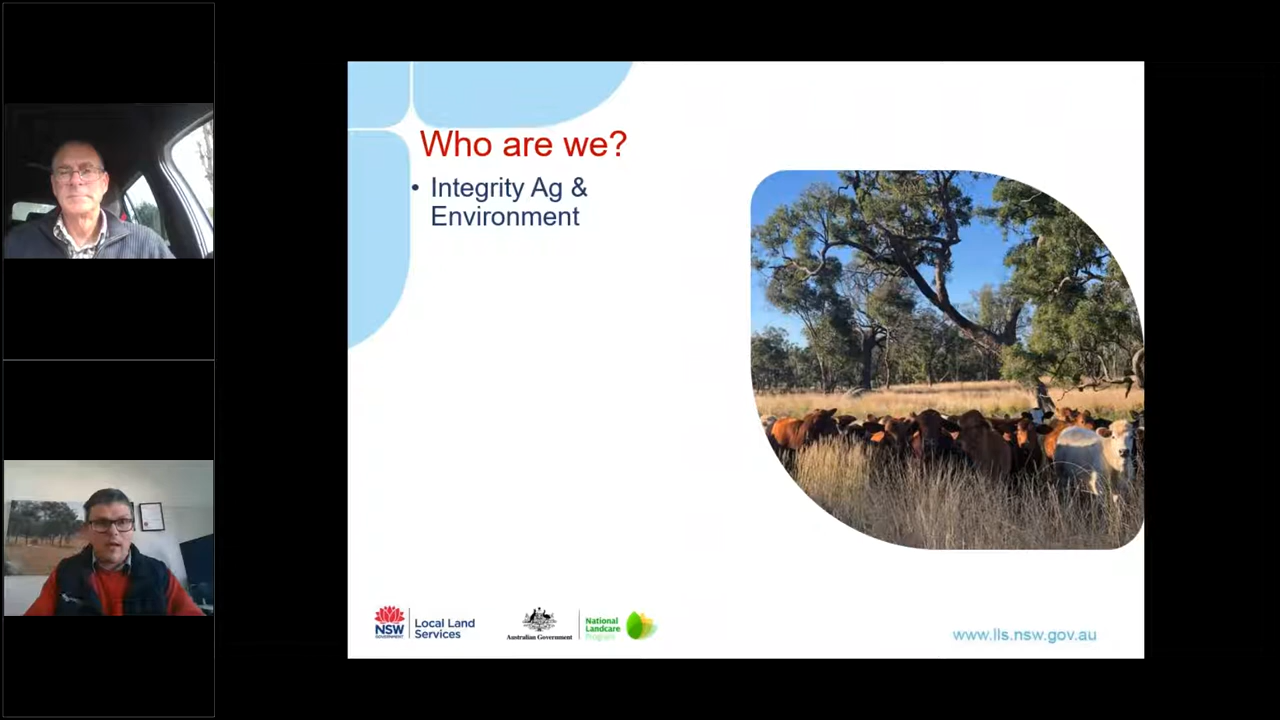 Who are we?
• Integrity Ag &
Environment
NSW
GOVERNMENT
Local Land
Services
Australian Government
National
Landcare
Program
www.lls.nsw.gov.au